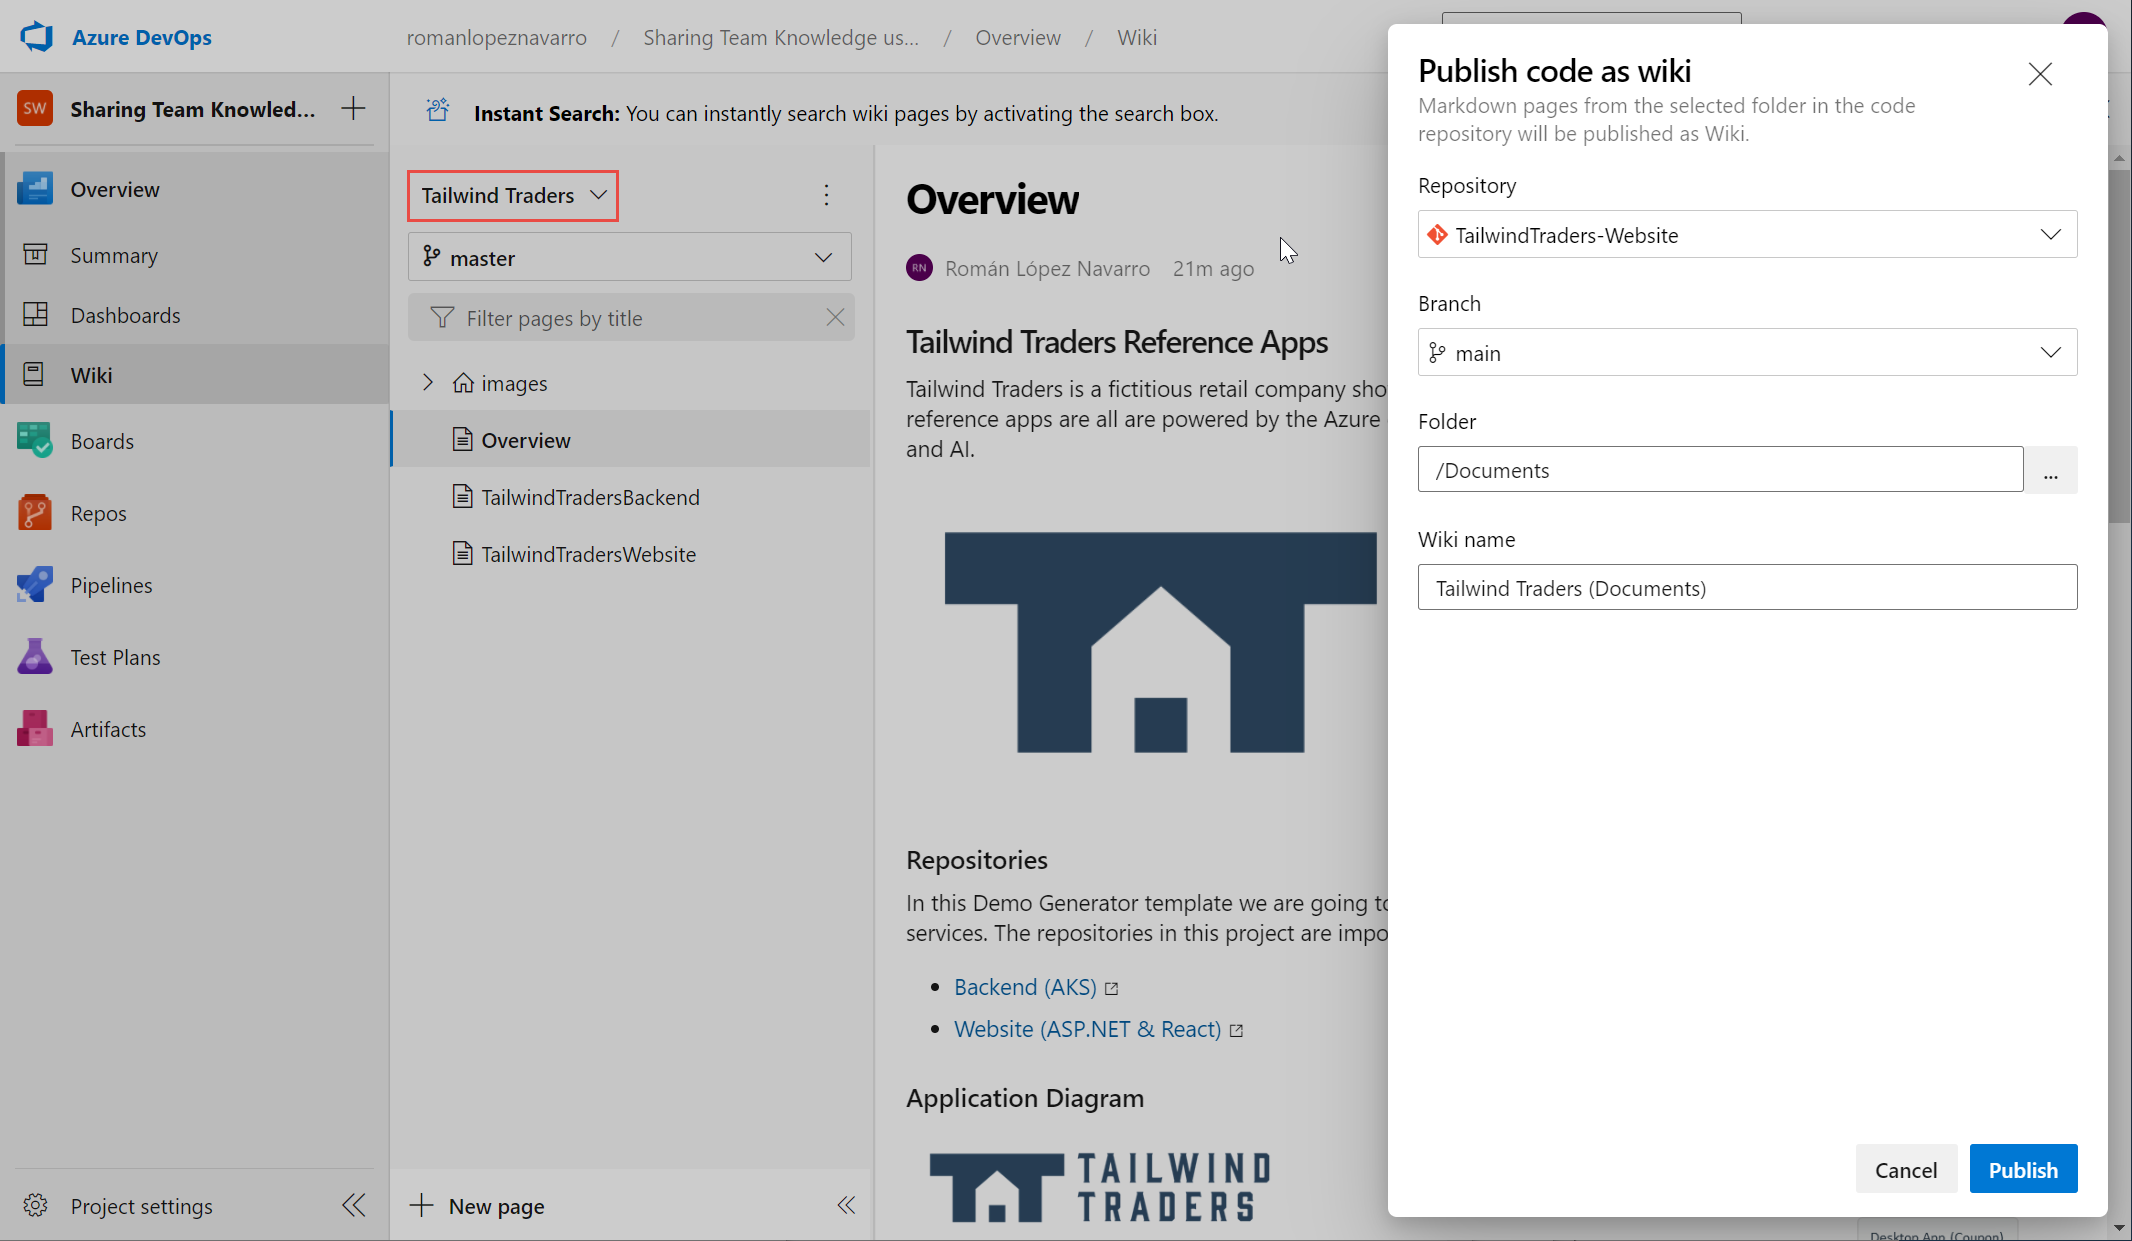 Azure DevOps
romanlopeznavarro / Sharing Team Knowledge us... / Overview / Wiki
SW Sharing Team Knowled...
Overview
Summary
Dashboards
Wiki
Boards
Repos
Pipelines
Test Plans
Artifacts
Project settings
Instant Search: You can instantly search wiki pages by activating the search box.
Tailwind Traders
master
Filter pages by title
images
Overview
TailwindTradersBackend
TailwindTradersWebsite
New page
Overview
RN Román López Navarro 21m ago
Tailwind Traders Reference Apps
Tailwind Traders is a fictitious retail company sho
reference apps are all are powered by the Azure
and AI.
Repositories
In this Demo Generator template we are going to
services. The repositories in this project are impo
• Backend (AKS)
• Website (ASP.NET & React)
Application Diagram
TAILWIND
TRADERS
Publish code as wiki
Markdown pages from the selected folder in the code
repository will be published as Wiki.
Repository
TailwindTraders-Website
Branch
main
Folder
/Documents
...
Wiki name
Tailwind Traders (Documents)
Cancel
Publish
Desktop App (Coupon)